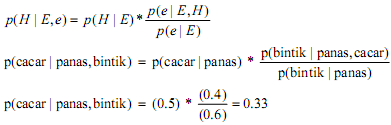 p(H | E,e) = p(H | E) * p(e | E,H) / p(e | E)
p(cacar | panas, bintik) = p(cacar | panas) * p(bintik | panas, cacar) / p(bintik | panas)
p(cacar | panas, bintik) = (0.5) * (0.4) / (0.6) = 0.33